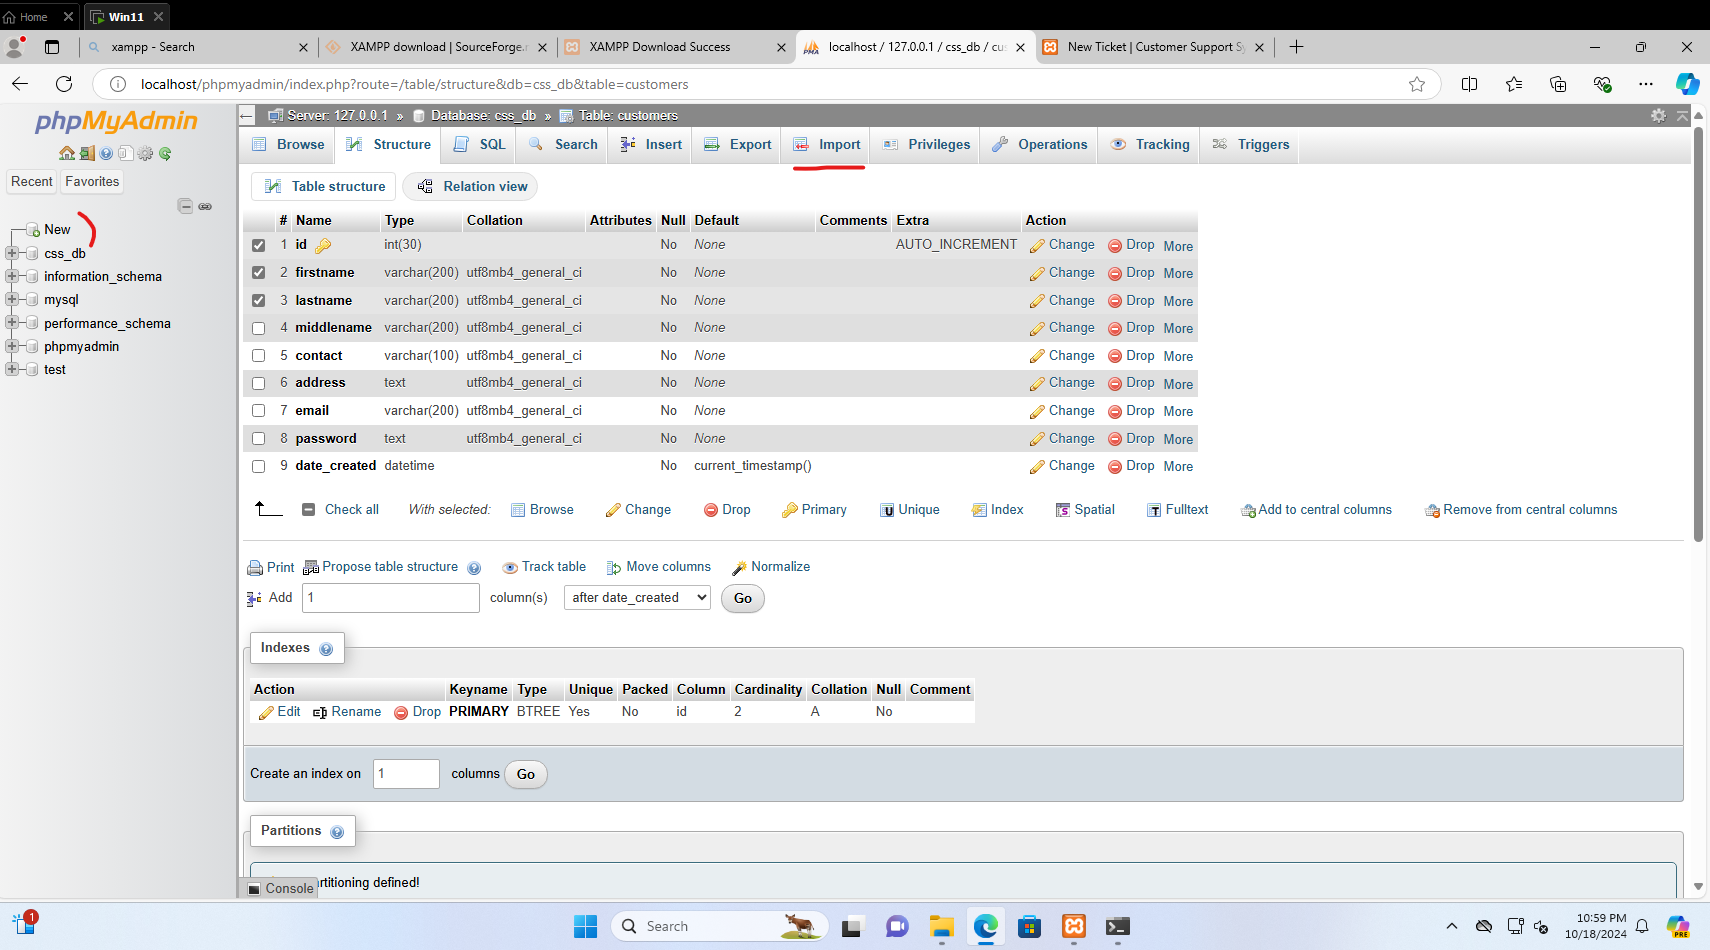 Home
Win11
xampp - Search
XAMPP download | SourceForge.n
XAMPP Download Success
localhost / 127.0.0.1 / css_db / cus
New Ticket | Customer Support Sy
localhost/phpmyadmin/index.php?route=/table/structure&db=css_db&table=customers
phpMyAdmin
Recent Favorites
New
css_db
information_schema
mysql
performance_schema
phpmyadmin
test
Server: 127.0.0.1 » Database: css_db » Table: customers
Browse Structure SQL Search Insert Export Import Privileges Operations Tracking Triggers
Table structure Relation view
# Name Type Collation Attributes Null Default Comments Extra Action
1 id int(30) No None AUTO_INCREMENT Change Drop More
2 firstname varchar(200) utf8mb4_general_ci No None Change Drop More
3 lastname varchar(200) utf8mb4_general_ci No None Change Drop More
4 middlename varchar(200) utf8mb4_general_ci No None Change Drop More
5 contact varchar(100) utf8mb4_general_ci No None Change Drop More
6 address text utf8mb4_general_ci No None Change Drop More
7 email varchar(200) utf8mb4_general_ci No None Change Drop More
8 password text utf8mb4_general_ci No None Change Drop More
9 date_created datetime No current_timestamp() Change Drop More
Check all With selected: Browse Change Drop Primary Unique Index Spatial Fulltext Add to central columns Remove from central columns
Print Propose table structure Track table Move columns Normalize
Add 1 column(s) after date_created Go
Indexes
Action Keyname Type Unique Packed Column Cardinality Collation Null Comment
Edit Rename Drop PRIMARY BTREE Yes No id 2 A No
Create an index on 1 columns Go
Partitions
rtitioning defined!
Console
1
Search
PRE
10:59 PM
10/18/2024